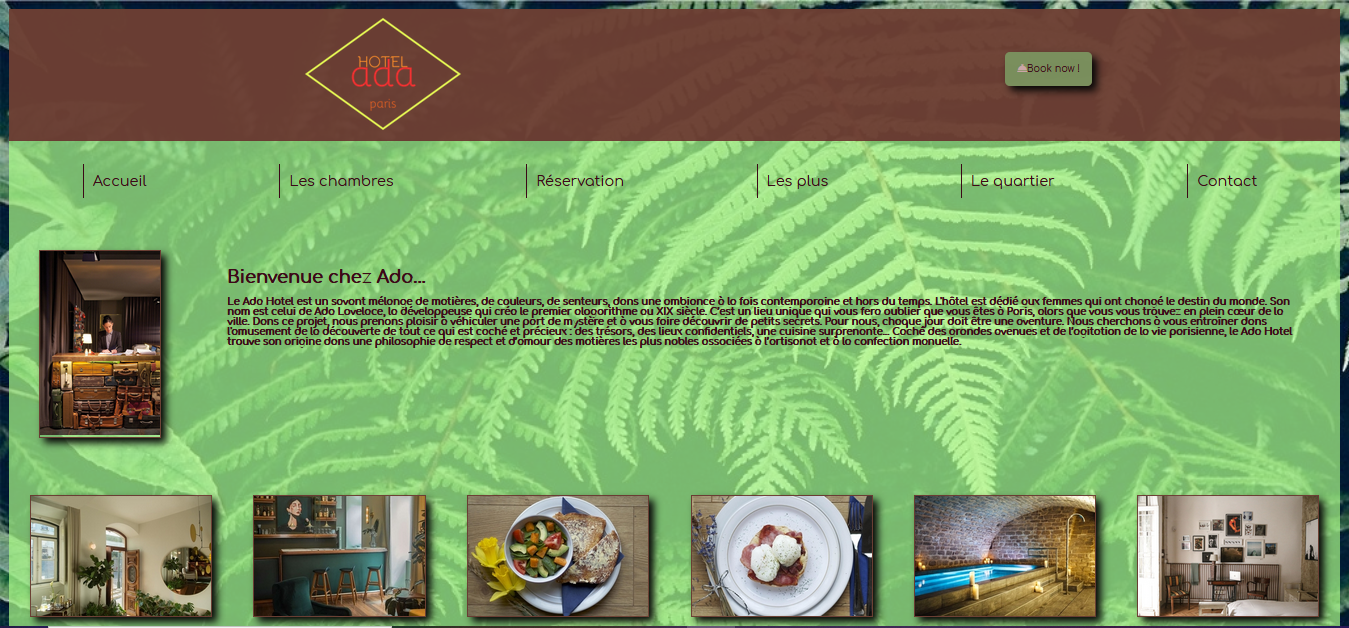 HOTEL
ada
paris
Book now !
Accueil
Les chambres
Réservation
Les plus
Le quartier
Contact
Bienvenue chez Ada...
Le Ada Hotel est un savant mélange de matières, de couleurs, de senteurs, dans une ambiance à la fois contemporaine et hors du temps. L'hôtel est dédié aux femmes qui ont changé le destin du monde. Son
nom est celui de Ada Lovelace, la développeuse qui créa le premier algorithme au XIX siècle. C'est un lieu unique qui vous fera oublier que vous êtes à Paris, alors que vous vous trouvez en plein cœur de la
ville. Dans ce projet, nous prenons plaisir à véhiculer une part de mystère et à vous faire découvrir de petits secrets. Pour nous, chaque jour doit être une aventure. Nous cherchons à vous entraîner dans
l'amusement de la découverte de tout ce qui est caché et précieux : des trésors, des lieux confidentiels, une cuisine surprenante... Caché des grandes avenues et de l'agitation de la vie parisienne, le Ada Hotel
trouve son origine dans une philosophie de respect et d'amour des matières les plus nobles associées à l'artisanat et à la confection manuelle.